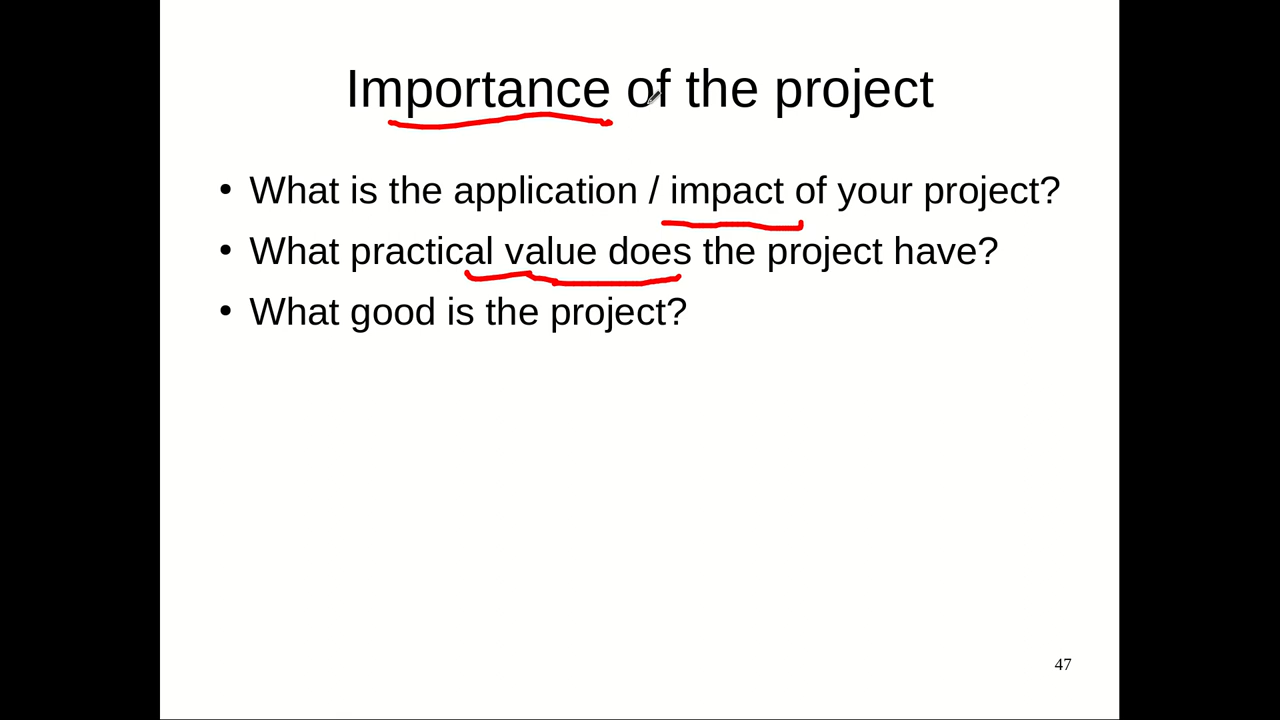 Importance of the project
• What is the application / impact of your project?
• What practical value does the project have?
• What good is the project?
47